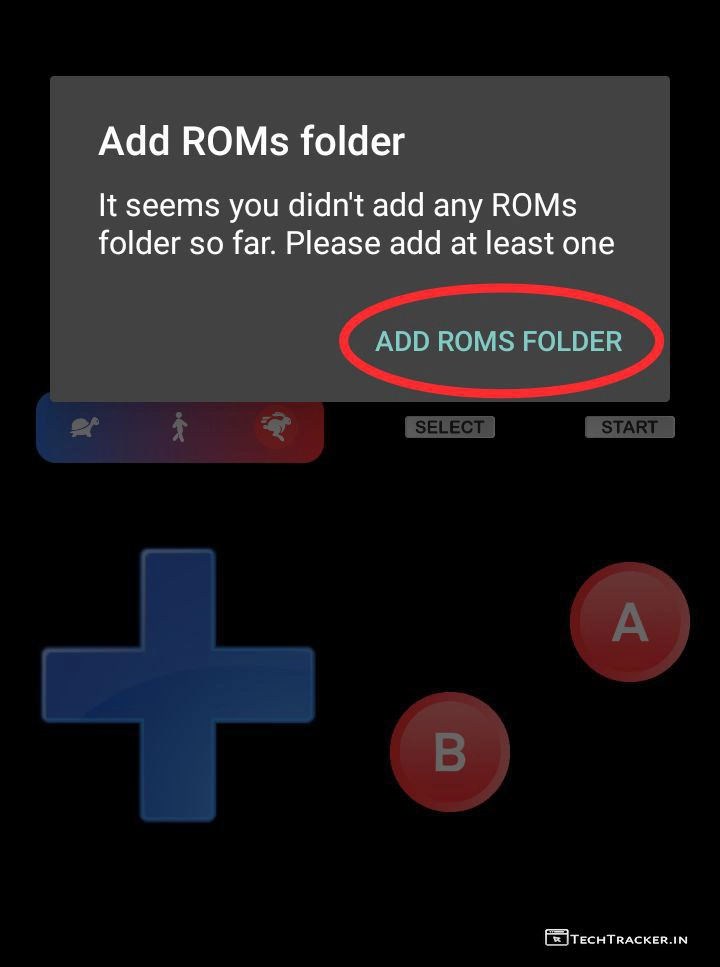 Add ROMs folder
It seems you didn't add any ROMs
folder so far. Please add at least one
ADD ROMS FOLDER
SELECT
START
A
B
TECHTRACKER.IN